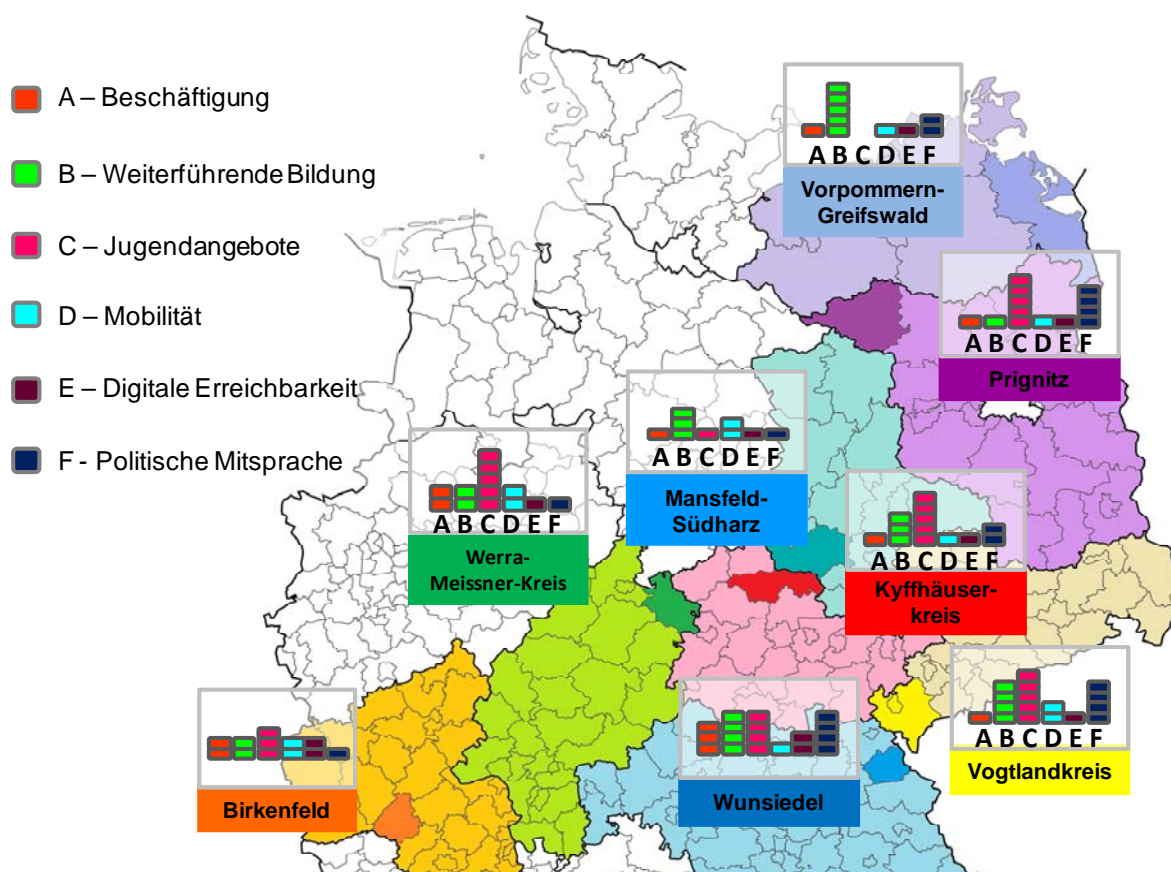 A – Beschäftigung
B – Weiterführende Bildung
C – Jugendangebote
D – Mobilität
E – Digitale Erreichbarkeit
F - Politische Mitsprache
A B C D E F
Vorpommern-
Greifswald
A B C D E F
Prignitz
A B C D E F
Mansfeld-
Südharz
A B C D E F
Werra-
Meissner-Kreis
A B C D E F
Kyffhäuser-
kreis
A B C D E F
Vogtlandkreis
Wunsiedel
Birkenfeld